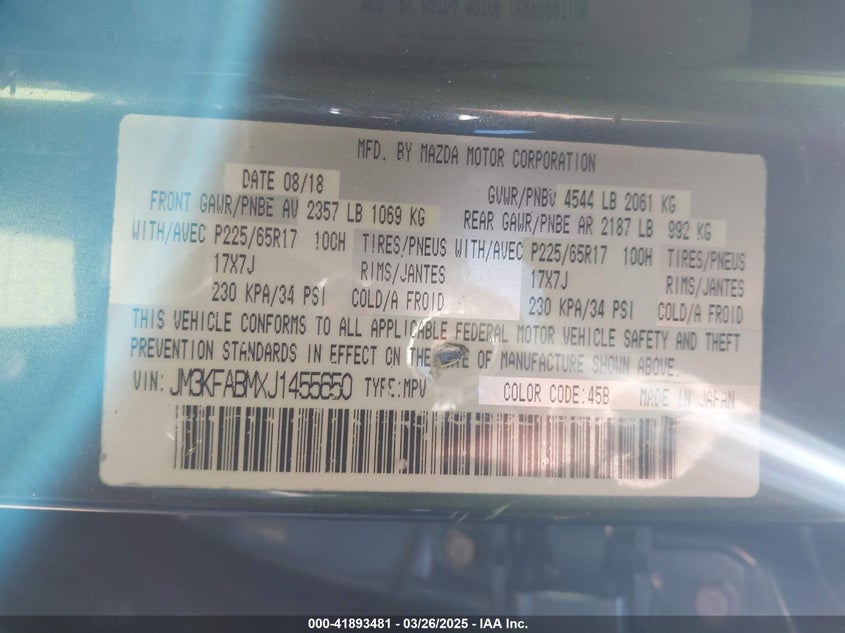 MFD. BY MAZDA MOTOR CORPORATION
DATE 08/18
GVWR/PNBV 4544 LB 2061 KG
FRONT GAWR/PNBE AV 2357 LB 1069 KG
REAR GAWR/PNBE AR 2187 LB 992 KG
WITH/AVEC P225/65R17 100H TIRES/PNEUS
17X7J RIMS/JANTES
230 KPA/34 PSI COLD/A FROID
WITH/AVEC P225/65R17 100H TIRES/PNEUS
17X7J RIMS/JANTES
230 KPA/34 PSI COLD/A FROID
THIS VEHICLE CONFORMS TO ALL APPLICABLE FEDERAL MOTOR VEHICLE SAFETY AND THEFT
PREVENTION STANDARDS IN EFFECT ON THE DATE OF MANUFACTURE SHOWN ABOVE.
VIN: TYPE:MPV COLOR CODE:45B MADE IN JAPAN
000-41893481 | 03/26/2025 - IAA Inc.